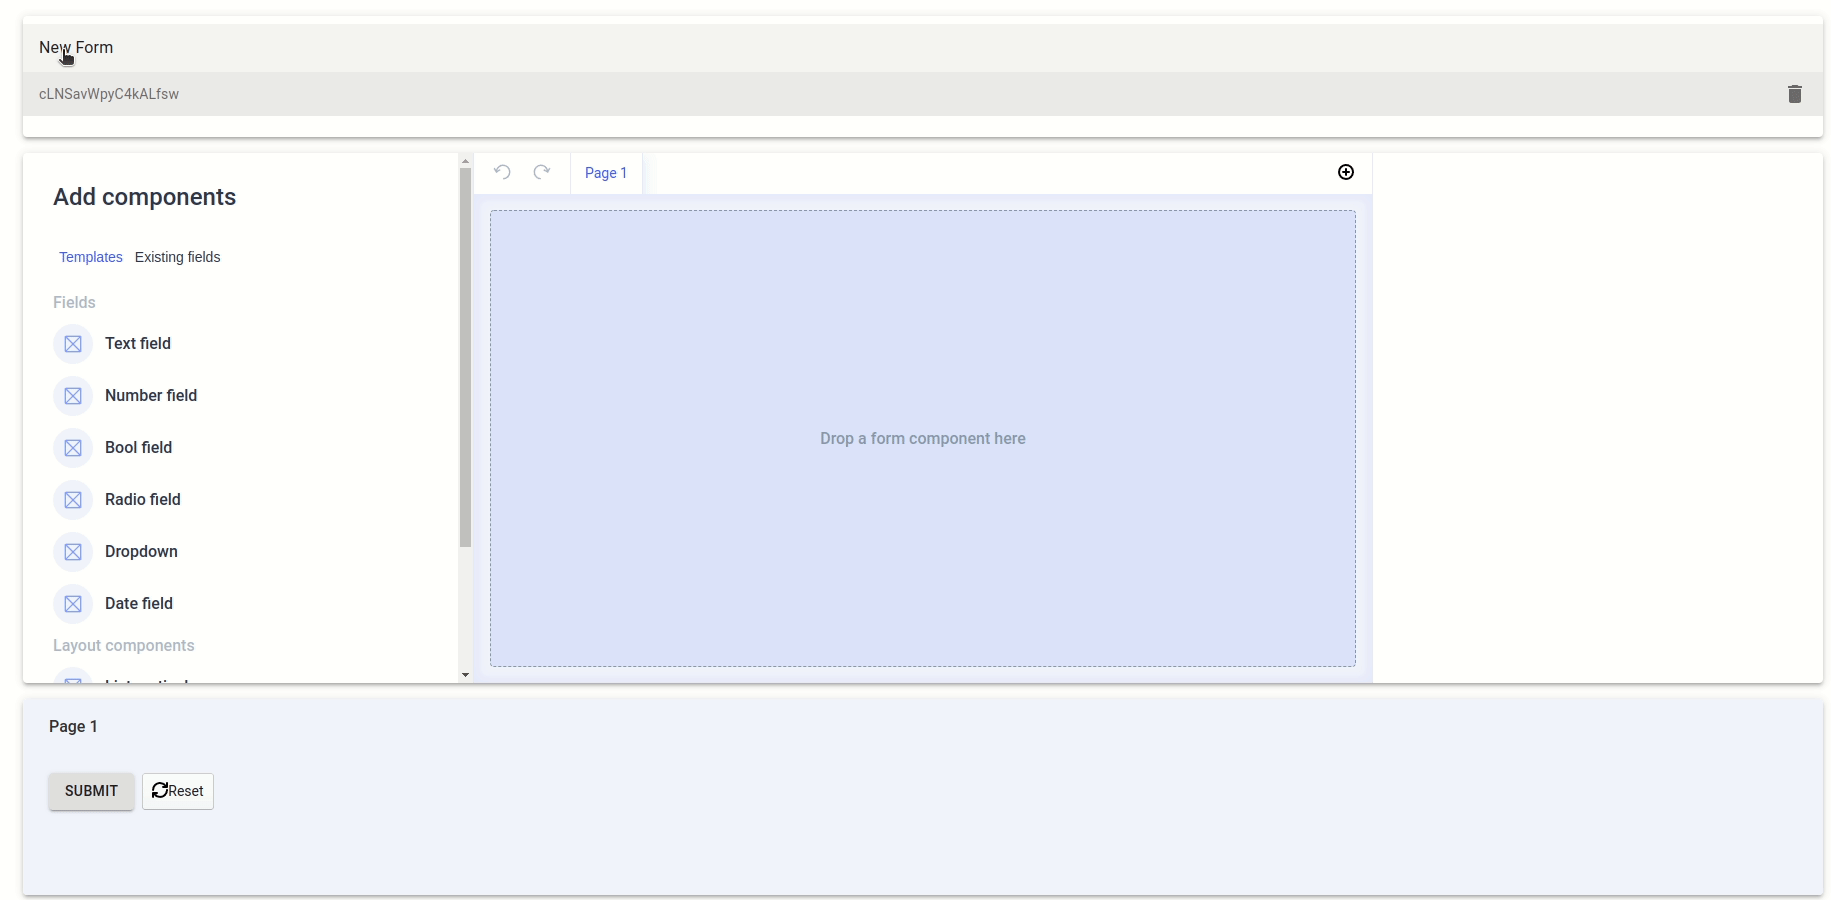 New Form
cLNSavWpyC4kALfsw
Add components
Page 1
Templates Existing fields
Fields
Text field
Number field
Bool field
Radio field
Dropdown
Date field
Layout components
Drop a form component here
Page 1
SUBMIT Reset